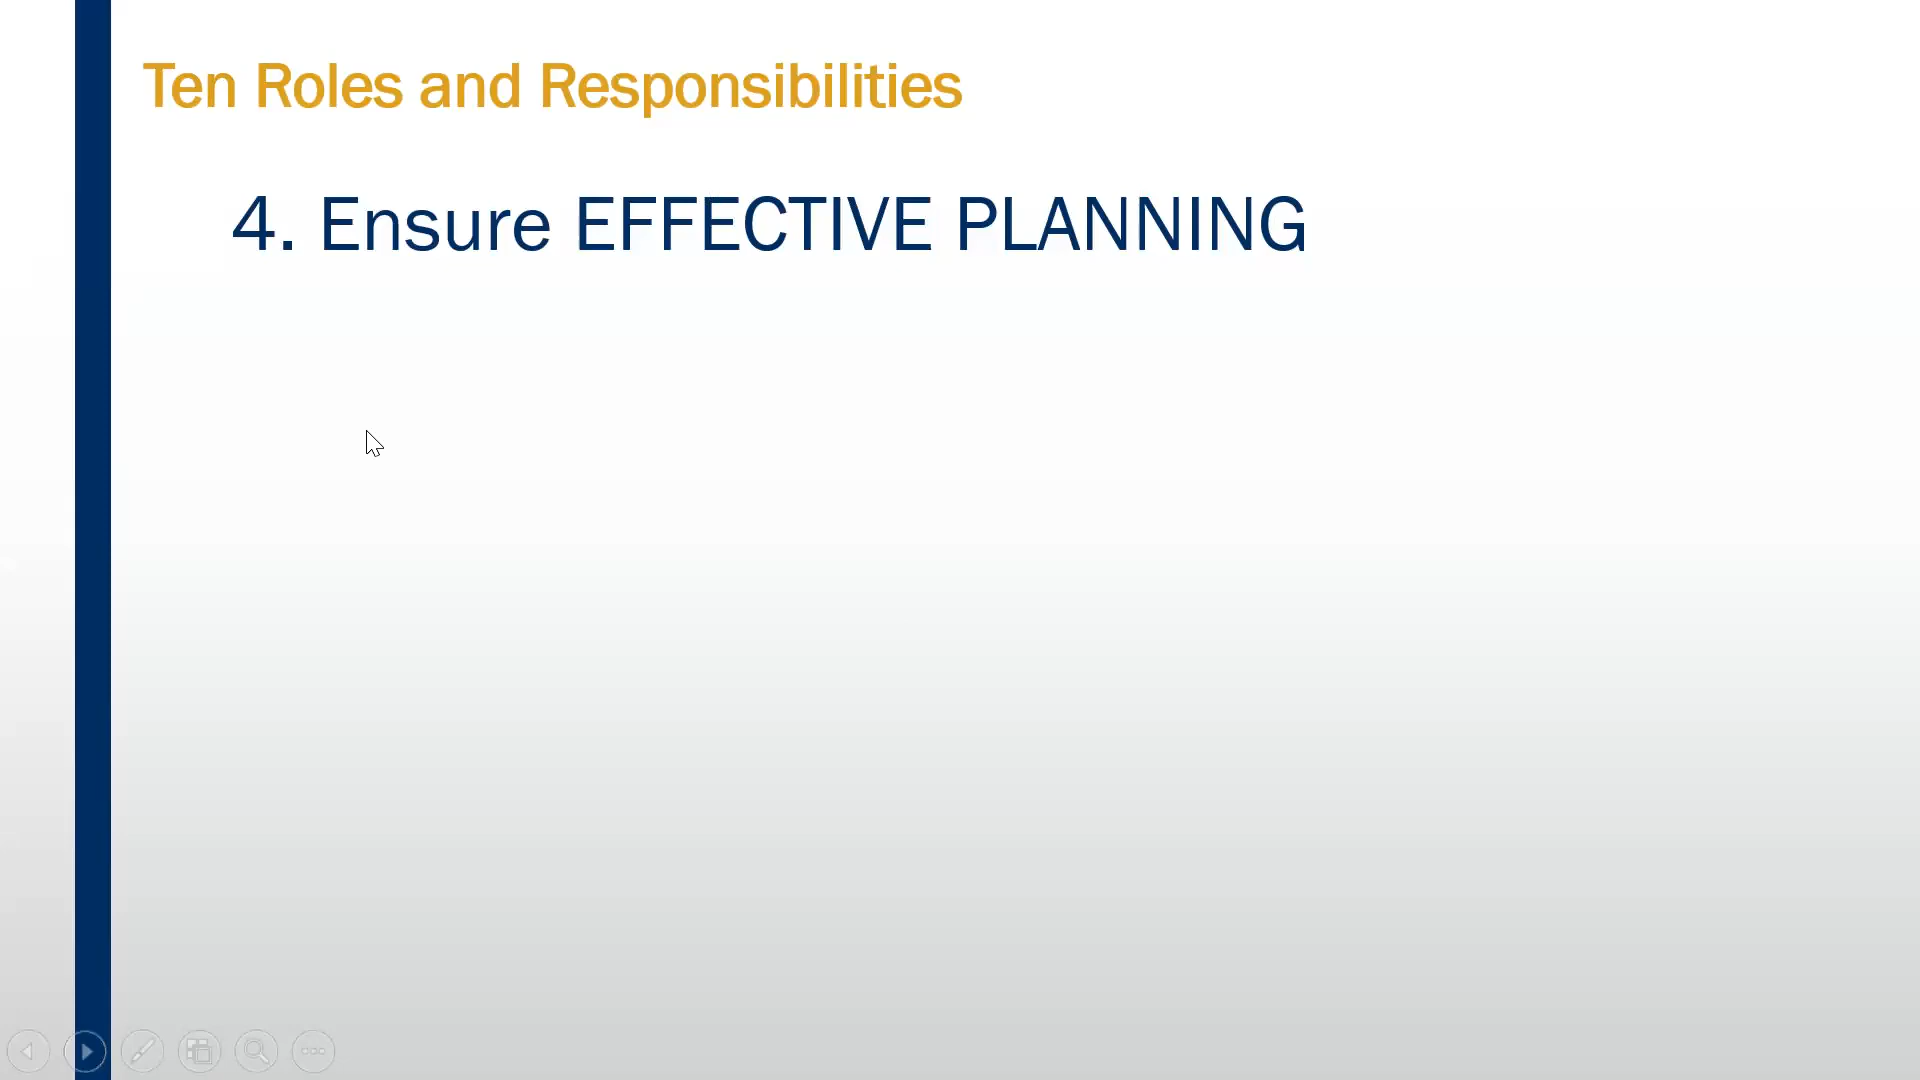 Ten Roles and Responsibilities
4. Ensure EFFECTIVE PLANNING